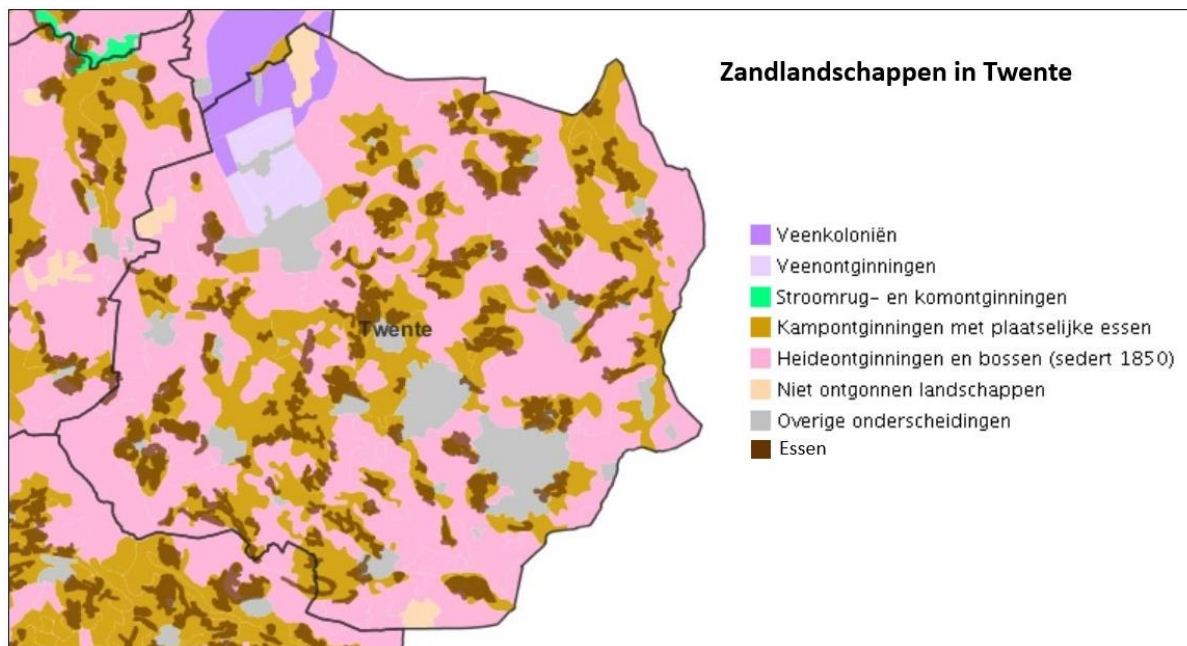 Zandlandschappen in Twente
Veenkoloniën
Veenontginningen
Stroomrug- en komontginningen
Kampontginningen met plaatselijke essen
Heideontginningen en bossen (sedert 1850)
Niet ontgonnen landschappen
Overige onderscheidingen
Essen
Twente